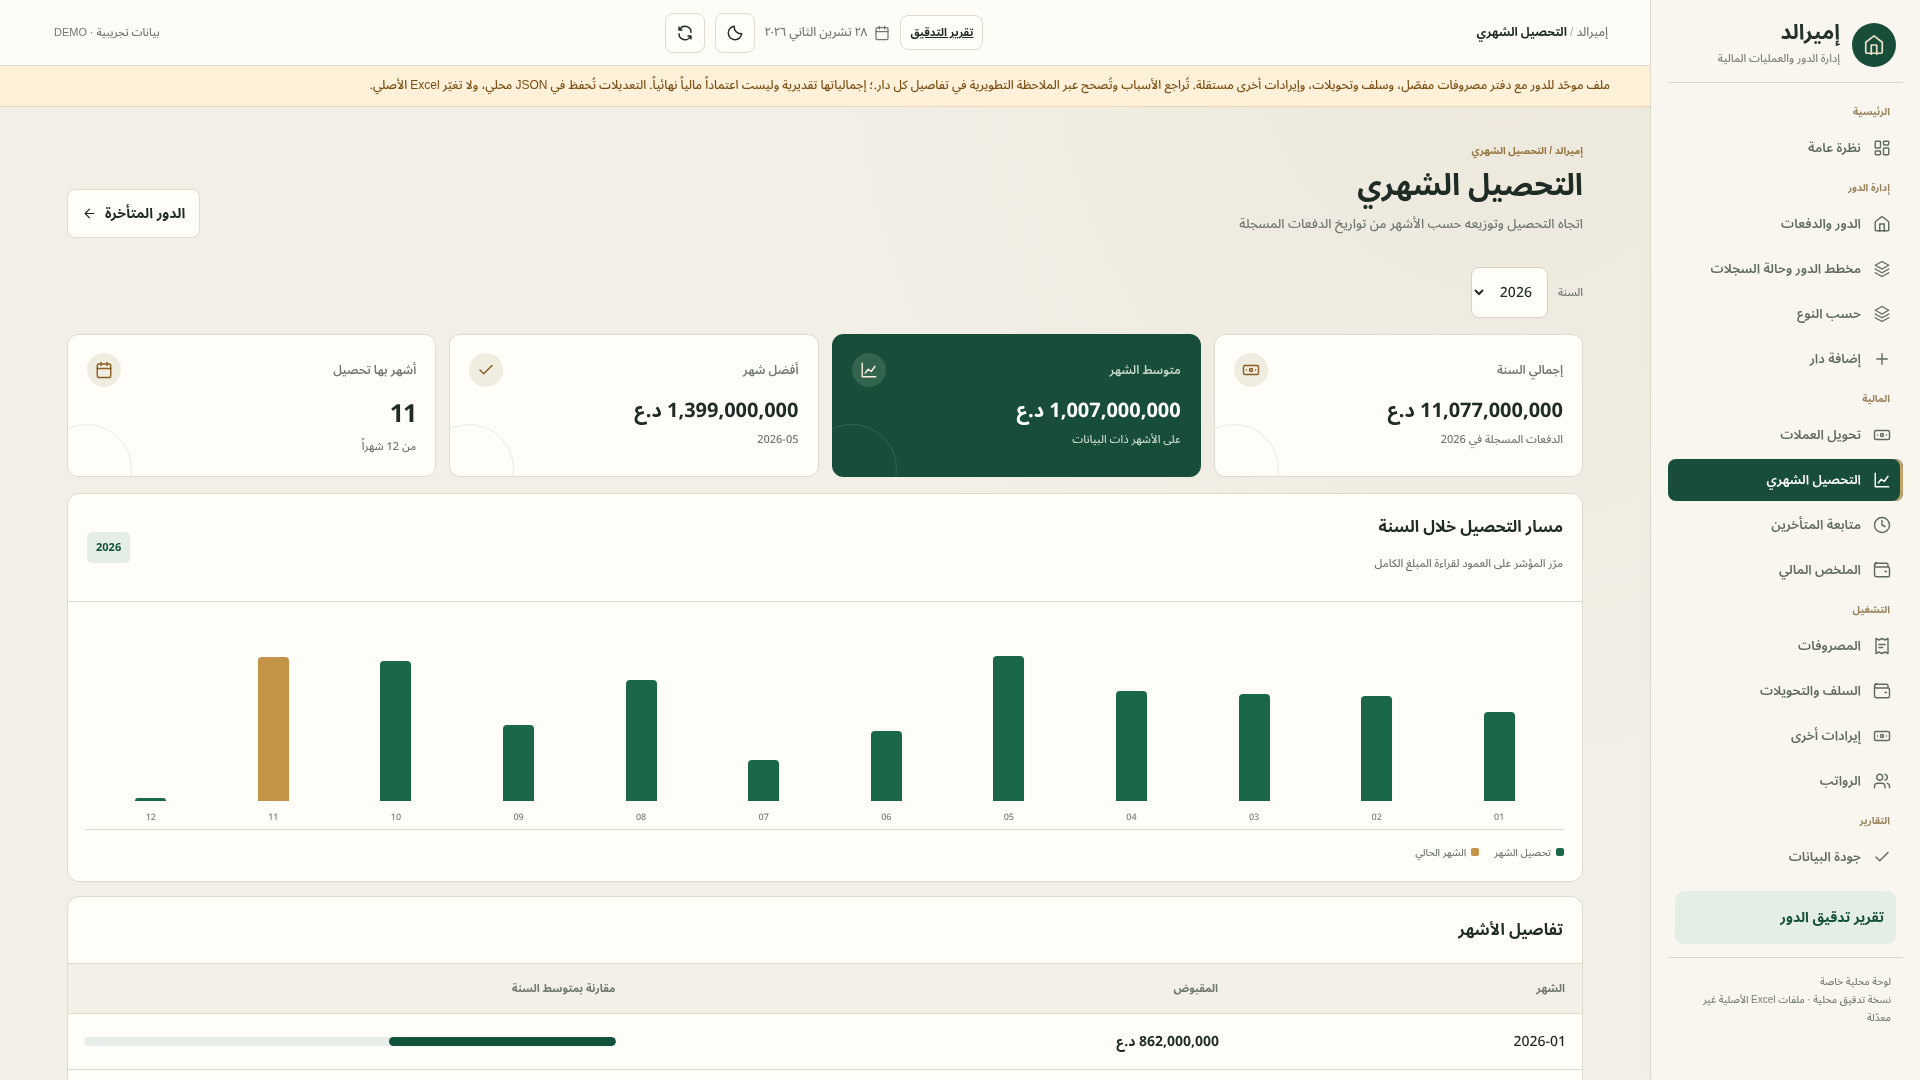 إميرالد
إدارة الدور والعمليات المالية
الرئيسية
نظرة عامة
إدارة الدور
الدور والدفعات
مخطط الدور وحالة السجلات
حسب النوع
إضافة دار
المالية
تحويل العملات
التحصيل الشهري
متابعة المتأخرين
الملخص المالي
التشغيل
المصروفات
السلف والتحويلات
إيرادات أخرى
الرواتب
التقارير
جودة البيانات
تقرير تدقيق الدور
لوحة محلية خاصة
نسخة تدقيق محلية · ملفات Excel الأصلية غير
معدّلة
إميرالد / التحصيل الشهري
تقرير التدقيق
٢٨ تشرين الثاني ٢٠٢٦
بيانات تجريبية · DEMO
ملف موحّد للدور مع دفتر مصروفات مفصّل، وسلف وتحويلات، وإيرادات أخرى مستقلة. تُراجع الأسباب وتُصحح عبر الملاحظة التطويرية في تفاصيل كل دار.؛ إجمالياتها تقديرية وليست اعتماداً مالياً نهائياً. التعديلات تُحفظ في JSON محلي، ولا تغيّر Excel الأصلي.
إميرالد / التحصيل الشهري
التحصيل الشهري
اتجاه التحصيل وتوزيعه حسب الأشهر من تواريخ الدفعات المسجلة
الدور المتأخرة
السنة
2026
إجمالي السنة
11,077,000,000 د.ع
الدفعات المسجلة في 2026
متوسط الشهر
1,007,000,000 د.ع
على الأشهر ذات البيانات
أفضل شهر
1,399,000,000 د.ع
2026-05
أشهر بها تحصيل
11
من 12 شهراً
مسار التحصيل خلال السنة
مرّر المؤشر على العمود لقراءة المبلغ الكامل
2026
01
02
03
04
05
06
07
08
09
10
11
12
تحصيل الشهر
الشهر الحالي
تفاصيل الأشهر
الشهر
المقبوض
مقارنة بمتوسط السنة
2026-01
862,000,000 د.ع